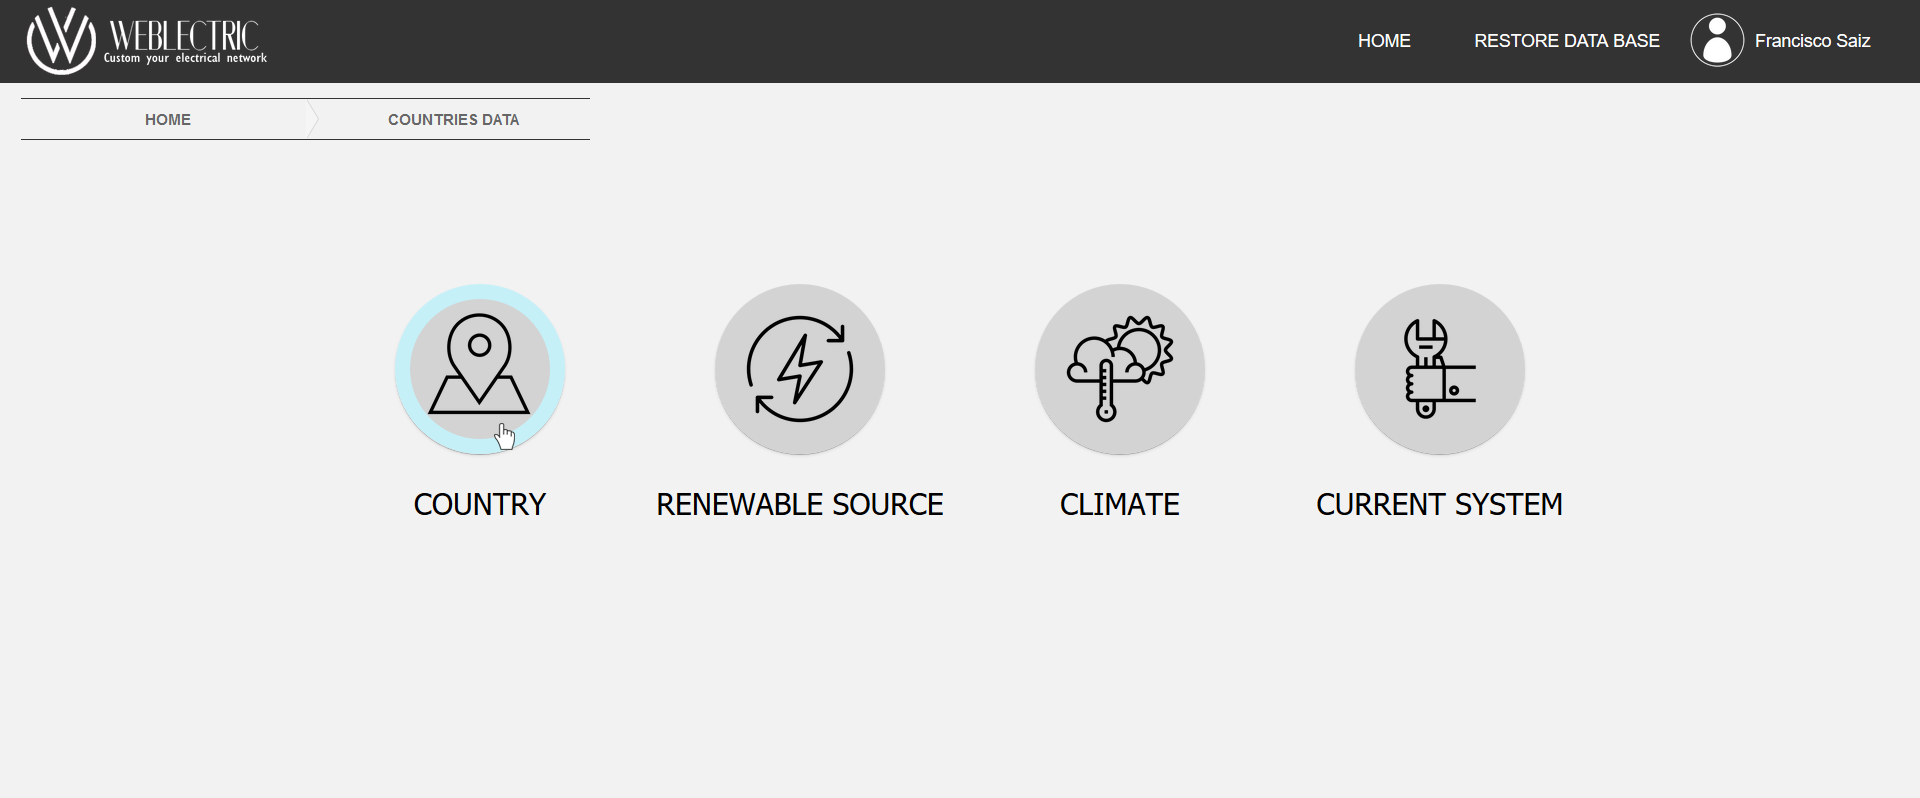 WEBLECTRIC
Custom your electrical network
HOME
RESTORE DATA BASE
Francisco Saiz
HOME
COUNTRIES DATA
COUNTRY
RENEWABLE SOURCE
CLIMATE
CURRENT SYSTEM